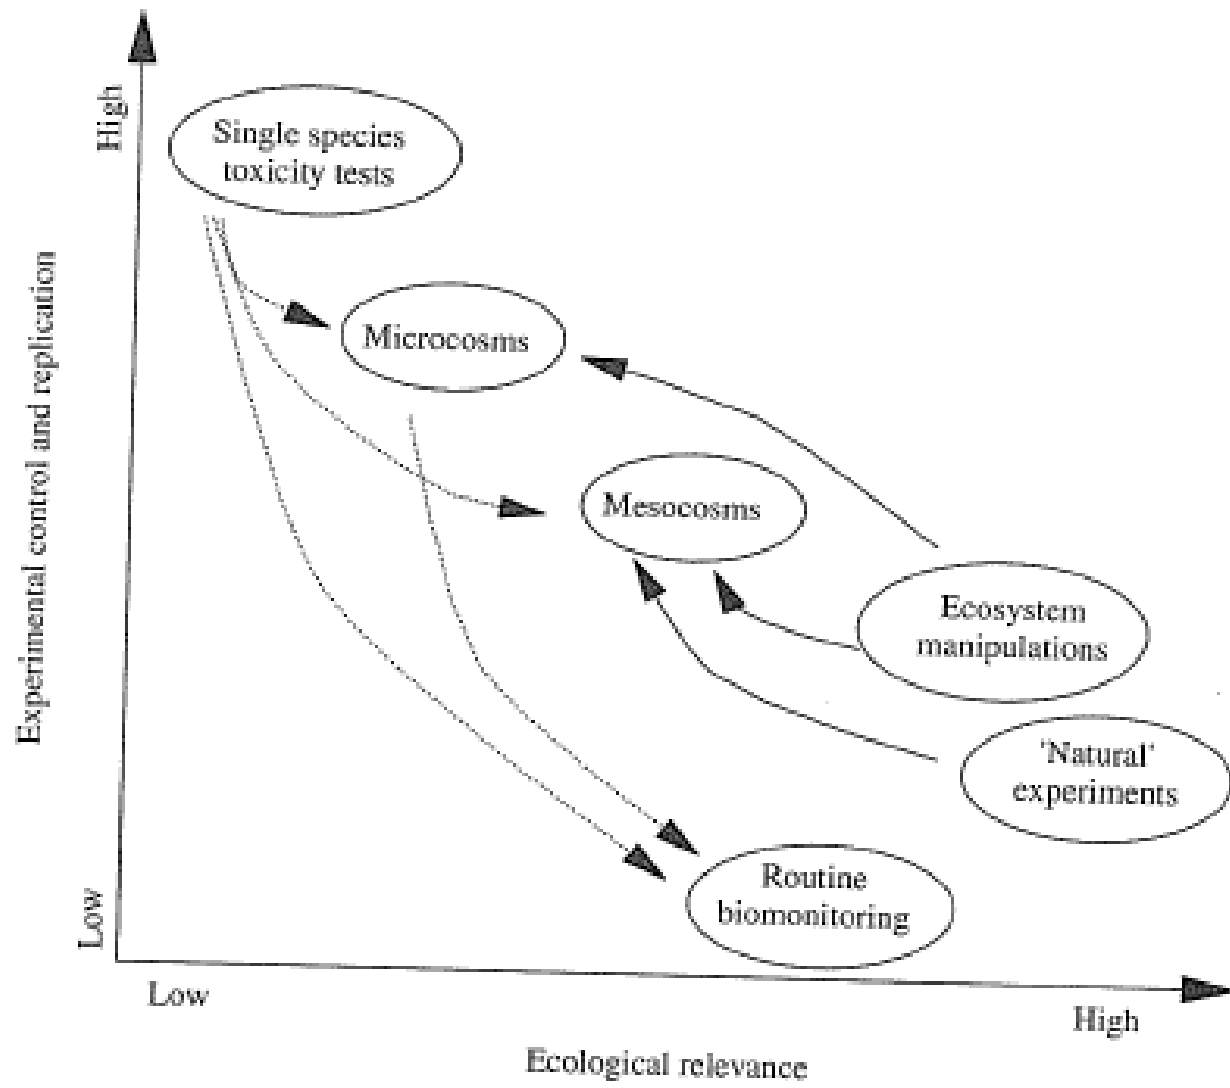 High
Single species
toxicity tests
Microcosms
Mesocosms
Ecosystem
manipulations
'Natural'
experiments
Routine
biomonitoring
Experimental control and replication
Low
Low
High
Ecological relevance